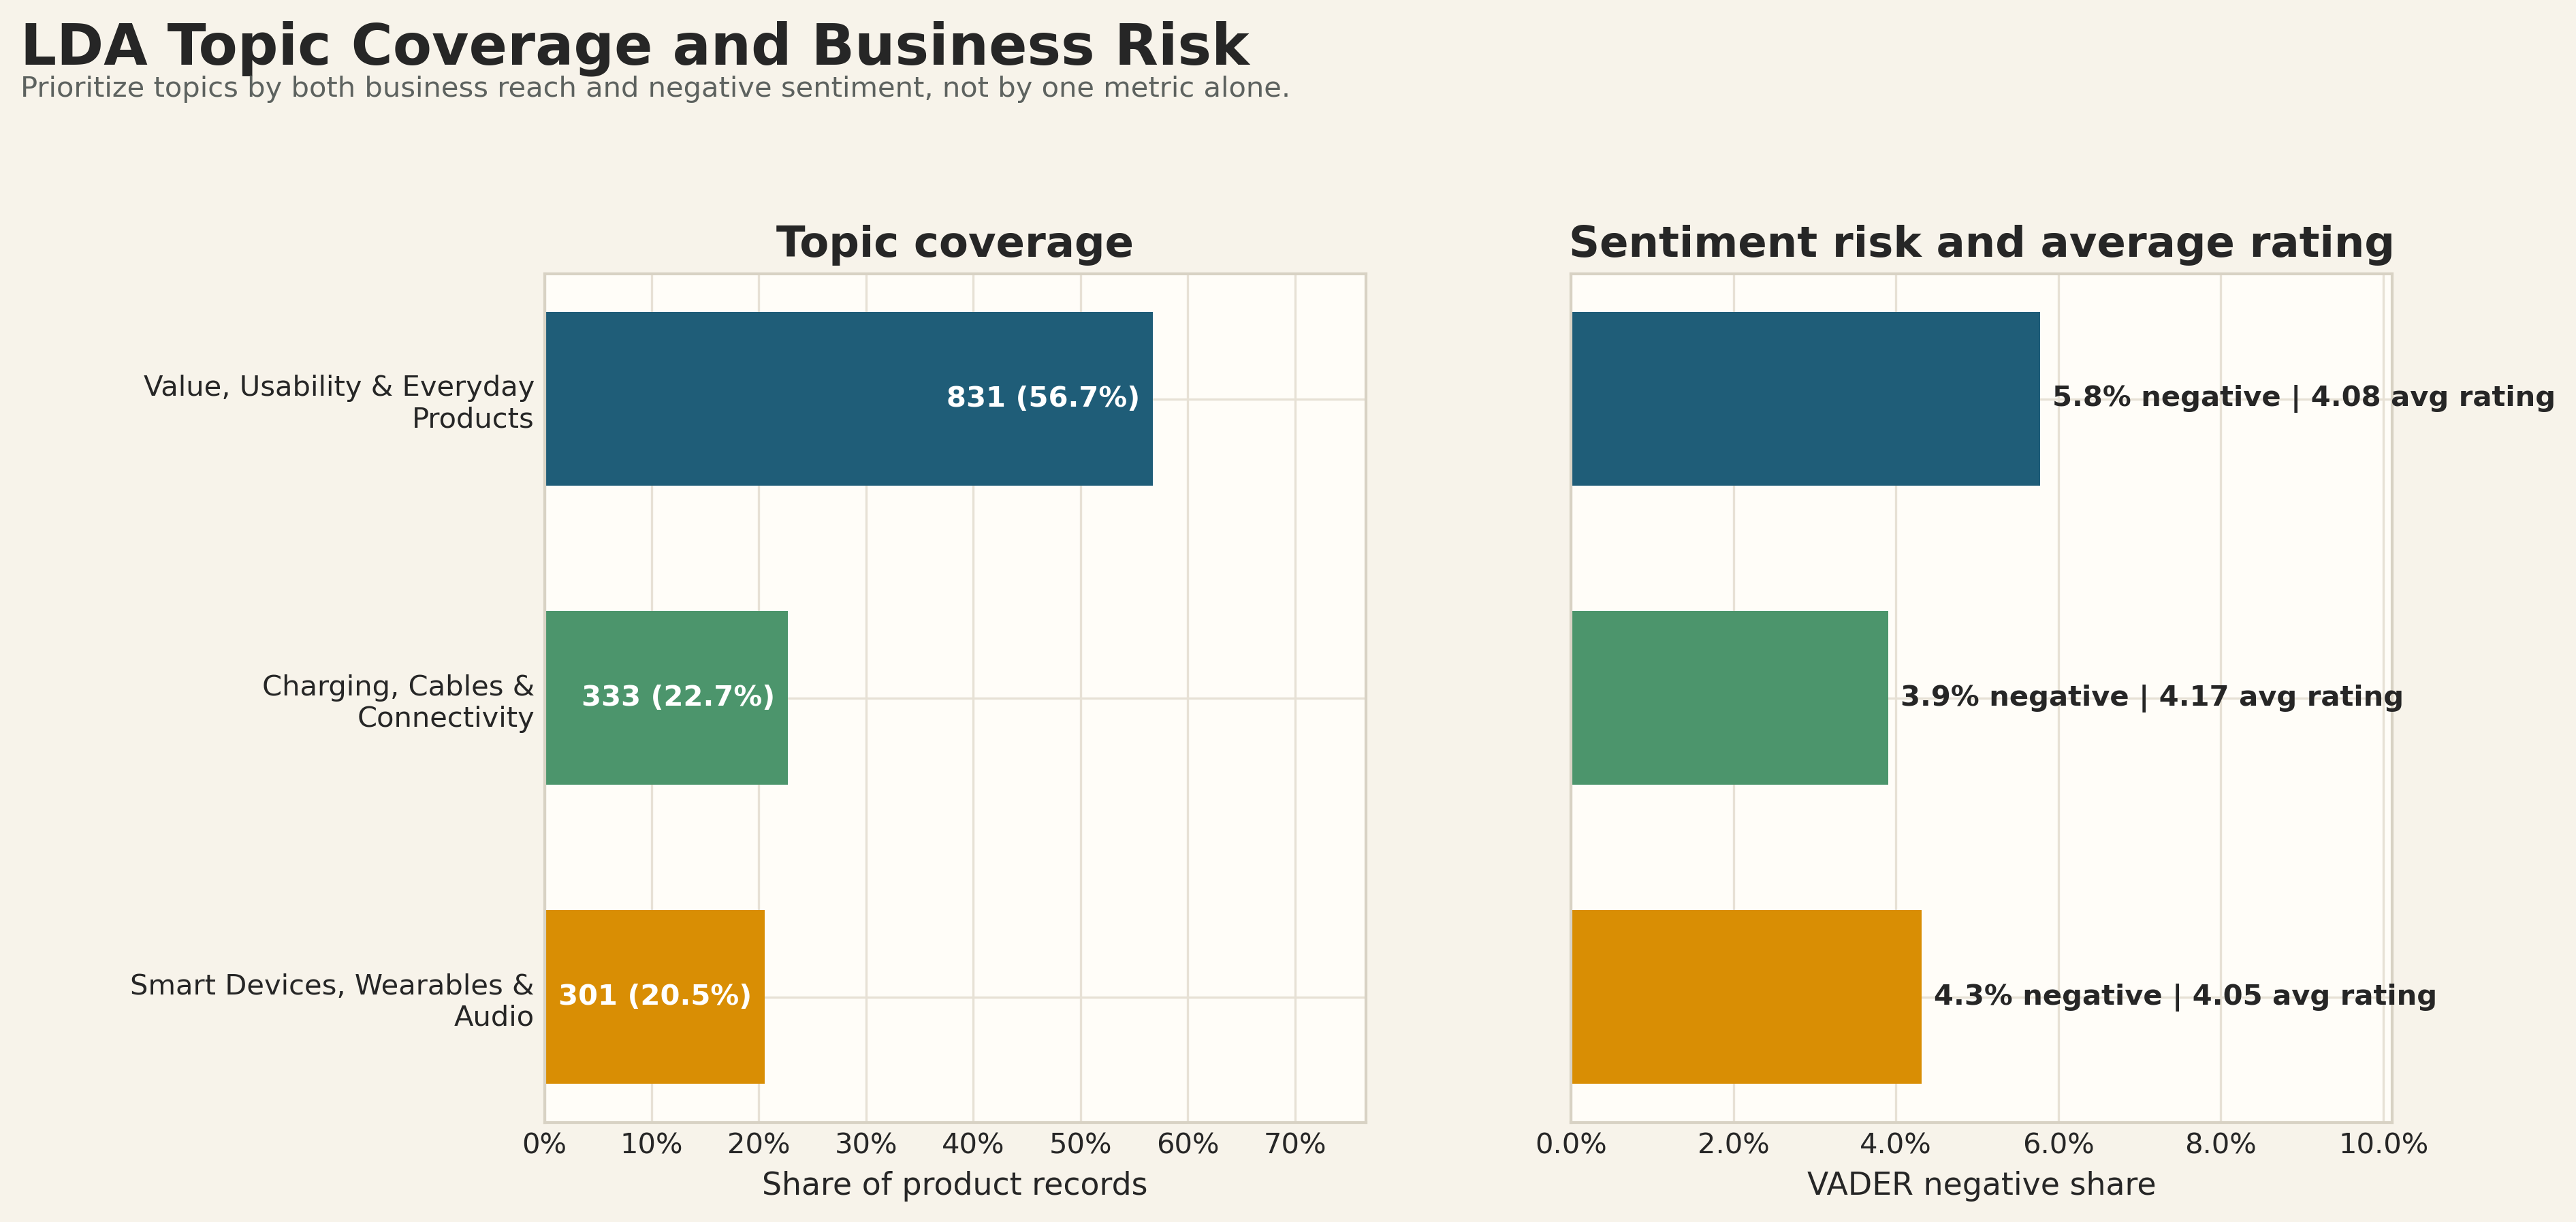 LDA Topic Coverage and Business Risk
Prioritize topics by both business reach and negative sentiment, not by one metric alone.
Topic coverage
Value, Usability & Everyday
Products
831 (56.7%)
Charging, Cables &
Connectivity
333 (22.7%)
Smart Devices, Wearables &
Audio
301 (20.5%)
0% 10% 20% 30% 40% 50% 60% 70%
Share of product records
Sentiment risk and average rating
5.8% negative | 4.08 avg rating
3.9% negative | 4.17 avg rating
4.3% negative | 4.05 avg rating
0.0% 2.0% 4.0% 6.0% 8.0% 10.0%
VADER negative share